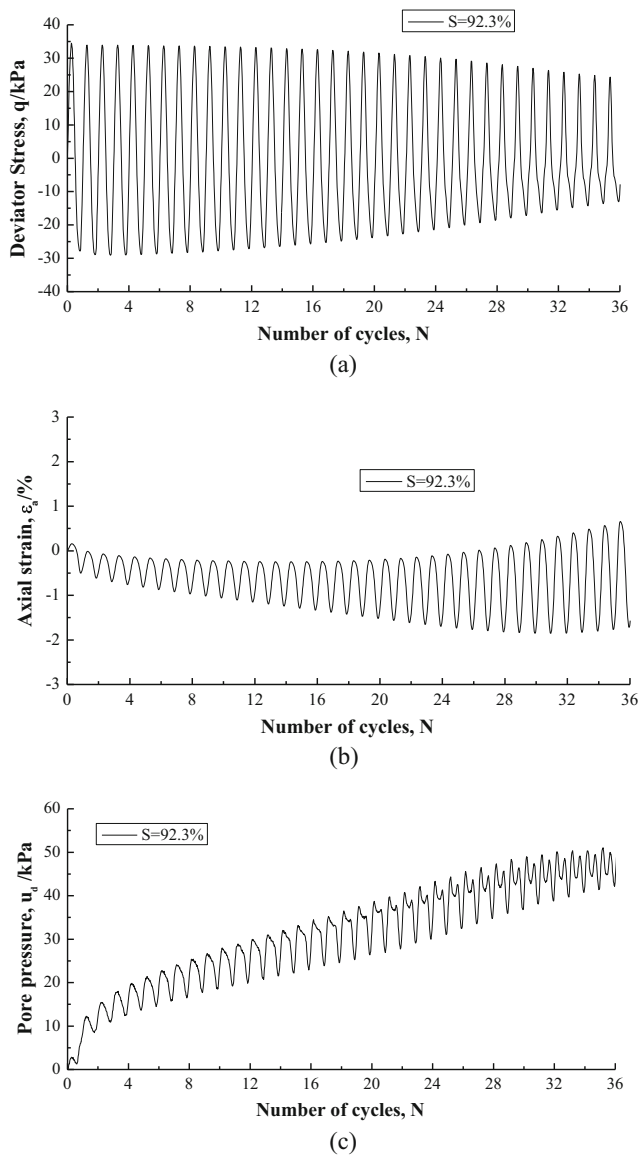 S=92.3%
40
30
20
10
0
-10
-20
-30
-40
Deviator Stress, q/kPa
0 4 8 12 16 20 24 28 32 36
Number of cycles, N
(a)
3
2
1
0
-1
-2
-3
S=92.3%
Axial strain, εa/%
0 4 8 12 16 20 24 28 32 36
Number of cycles, N
(b)
60
50
40
30
20
10
0
S=92.3%
Pore pressure, ud /kPa
0 4 8 12 16 20 24 28 32 36
Number of cycles, N
(c)